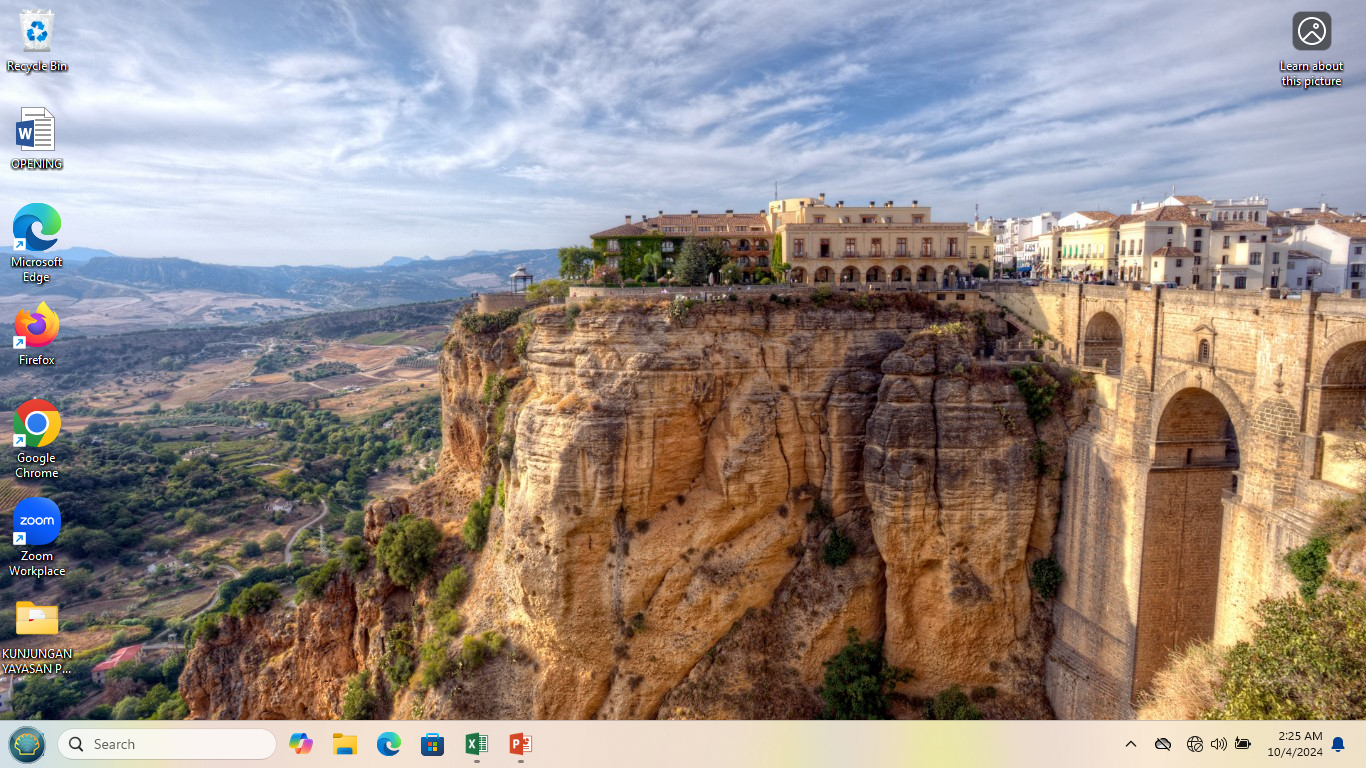 Recycle Bin
OPENING
Microsoft
Edge
Firefox
Google
Chrome
zoom
Zoom
Workplace
KUNJUNGAN
YAYASAN P...
Learn about
this picture
W
Search
X
P
2:25 AM
10/4/2024